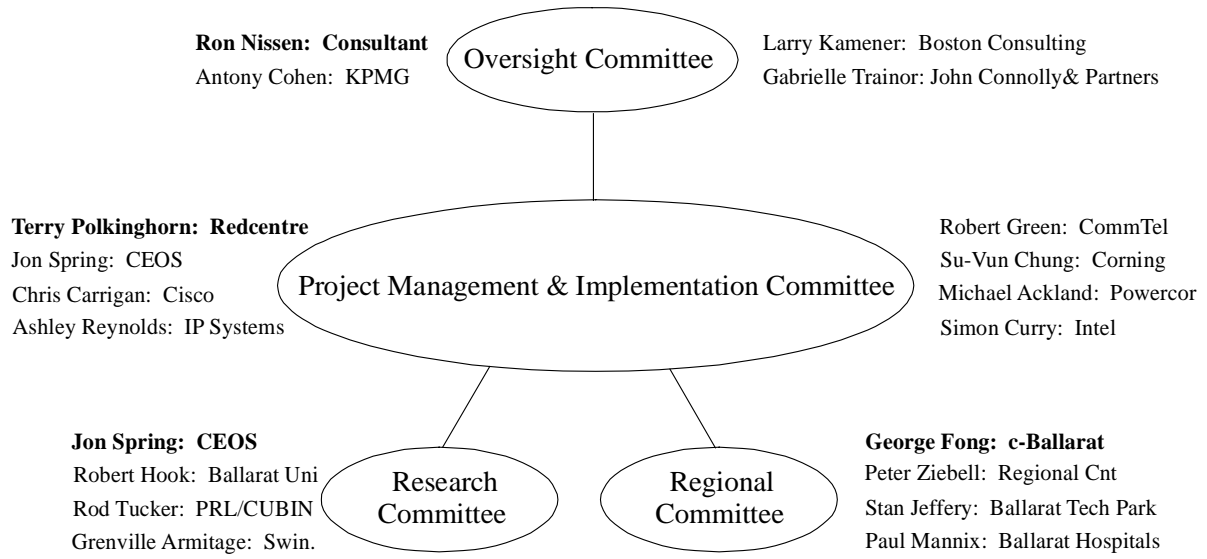 Ron Nissen: Consultant
Antony Cohen: KPMG
Oversight Committee
Larry Kamener: Boston Consulting
Gabrielle Trainor: John Connolly& Partners
Terry Polkinghorn: Redcentre
Jon Spring: CEOS
Chris Carrigan: Cisco
Ashley Reynolds: IP Systems
Project Management & Implementation Committee
Robert Green: CommTel
Su-Vun Chung: Corning
Michael Ackland: Powercor
Simon Curry: Intel
Jon Spring: CEOS
Robert Hook: Ballarat Uni
Rod Tucker: PRL/CUBIN
Grenville Armitage: Swin.
Research
Committee
Regional
Committee
George Fong: c-Ballarat
Peter Ziebell: Regional Cnt
Stan Jeffery: Ballarat Tech Park
Paul Mannix: Ballarat Hospitals